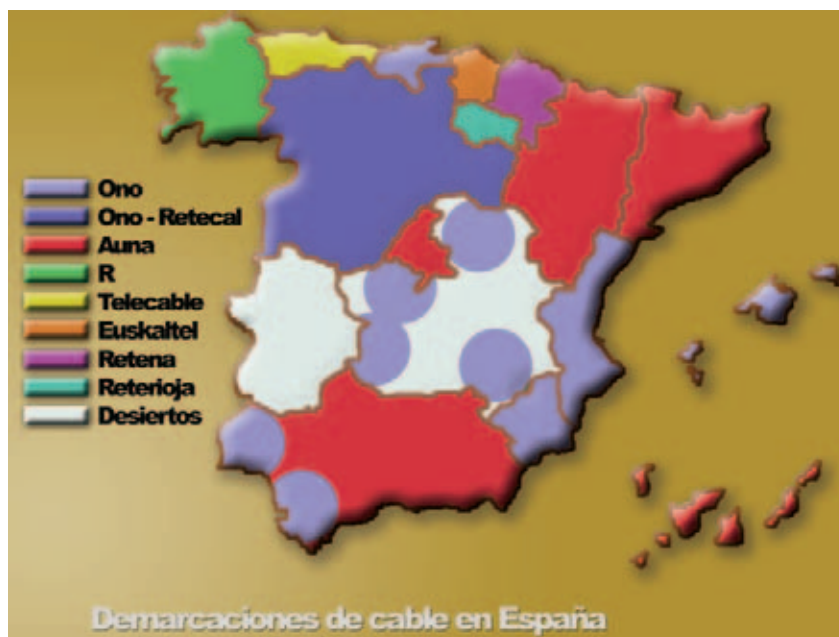 Ono
Ono - Retecal
Auna
R
Telecable
Euskaltel
Retena
Reterioja
Desiertos
Demarcaciones de cable en España